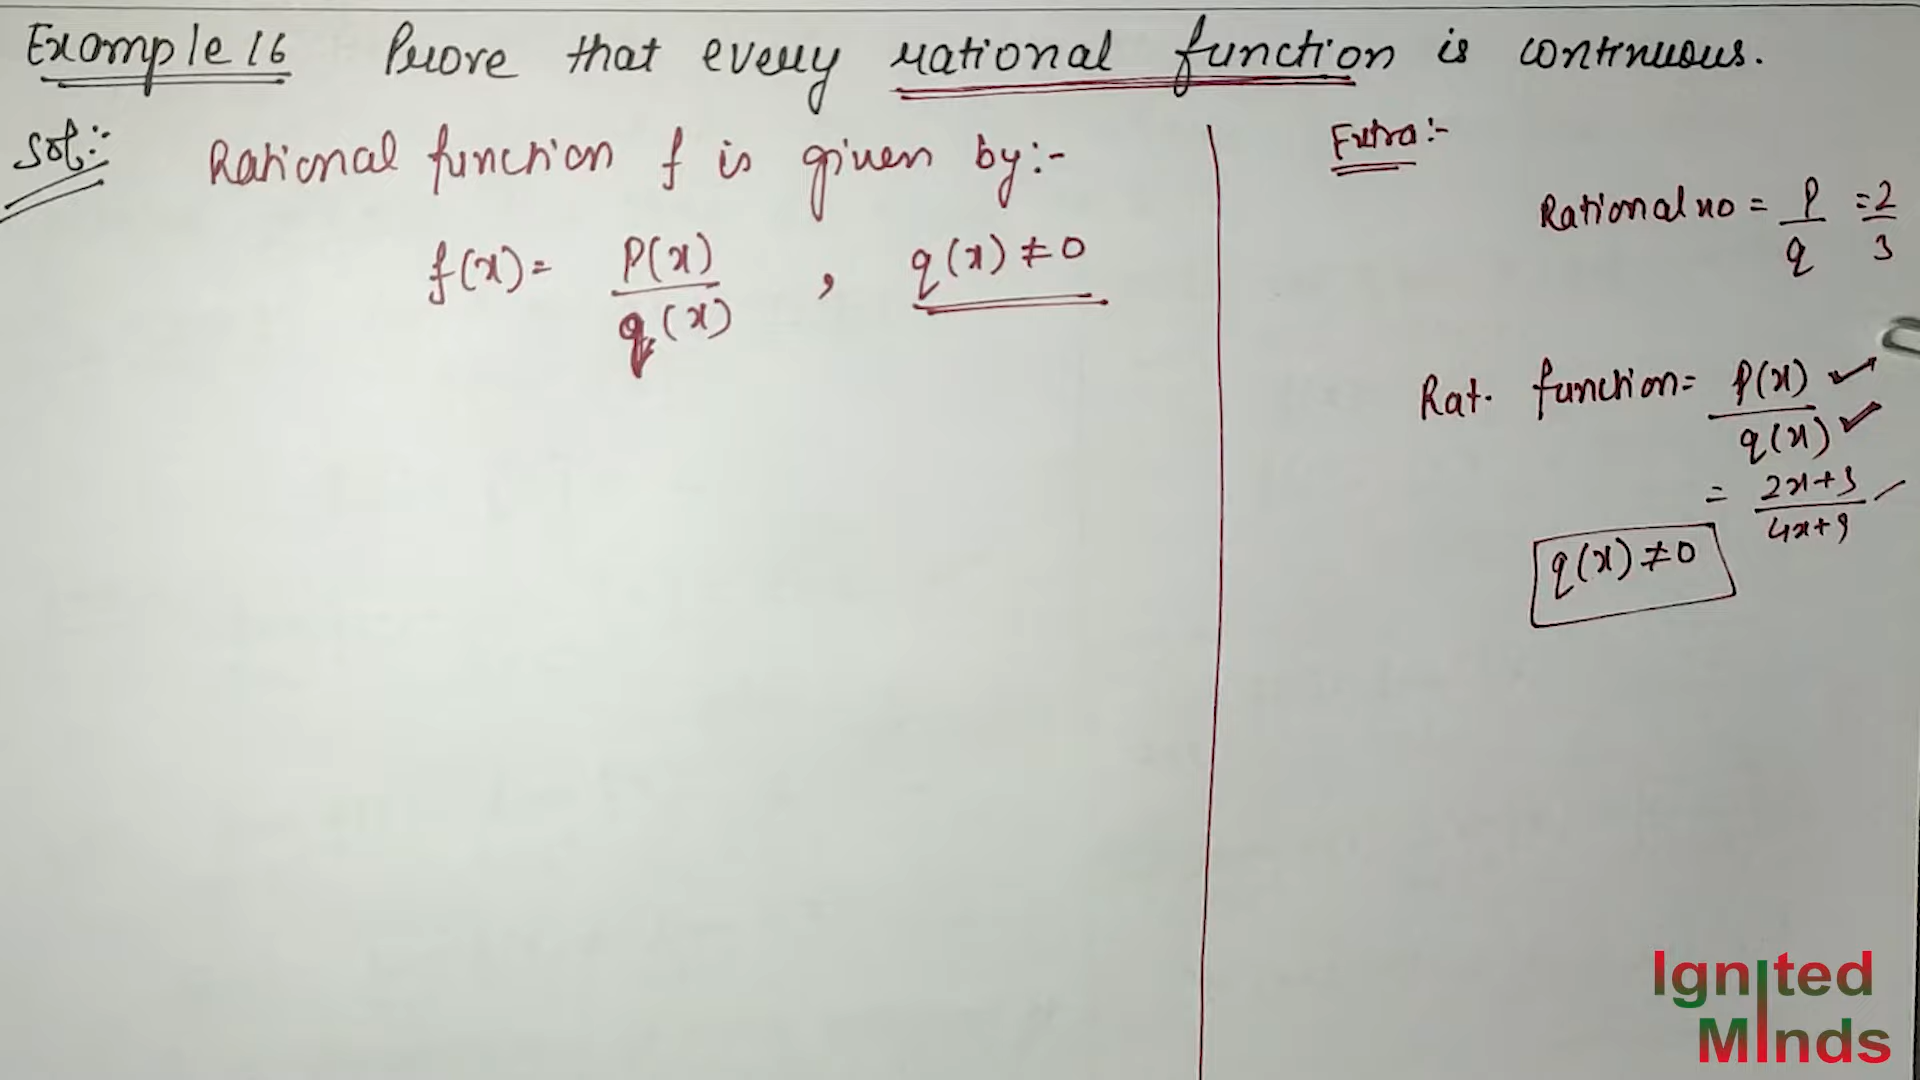 Example 16 Prove that every rational function is continuous.
Sol:-
Rational function f is given by:-
f(x) = P(x)/q(x) , q(x) ≠ 0
Extra:-
Rational no = P/q = 2/3
Rat. function = P(x)/q(x)
= 2x+3/4x+9
q(x) ≠ 0
Ignited
Minds